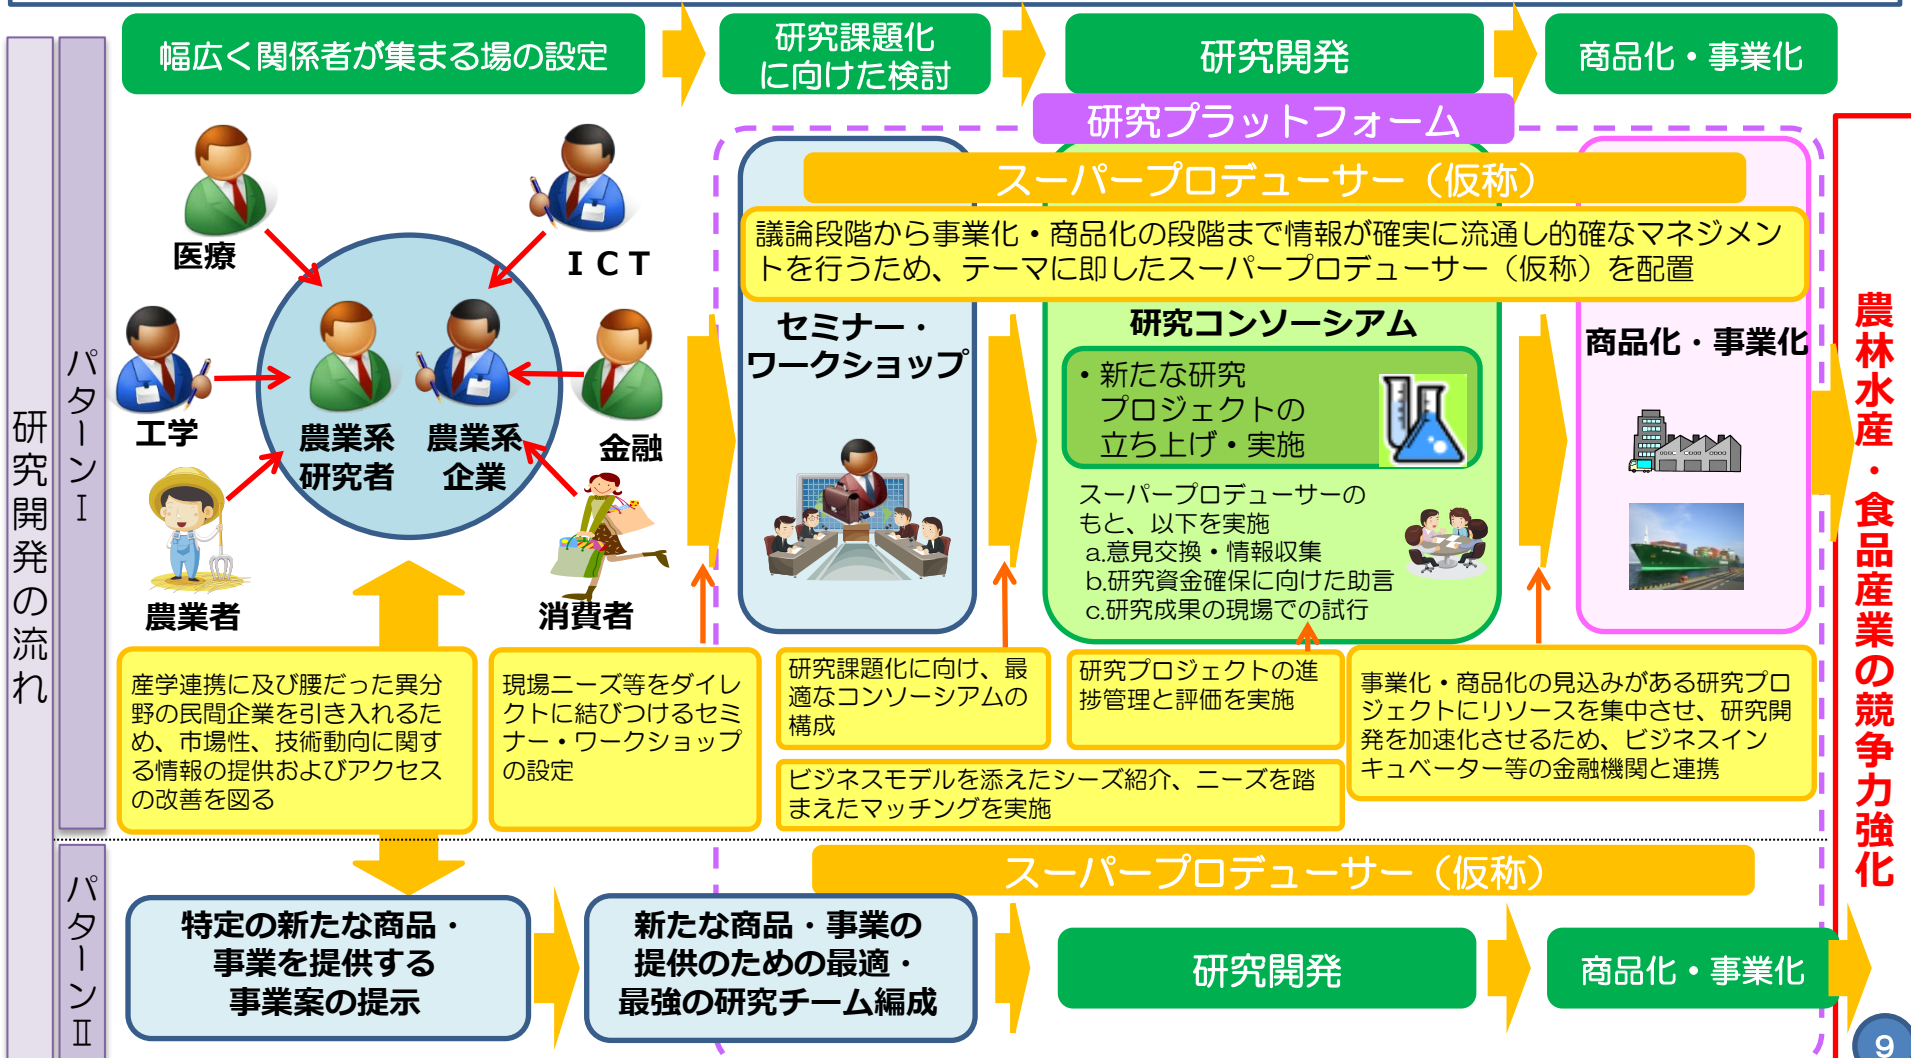 幅広く関係者が集まる場の設定
研究課題化
に向けた検討
研究開発
商品化・事業化
研究開発の流れ
パターンⅠ
医療
ＩＣＴ
工学
農業系
研究者
農業系
企業
金融
農業者
消費者
研究プラットフォーム
スーパープロデューサー（仮称）
議論段階から事業化・商品化の段階まで情報が確実に流通し的確なマネジメン
トを行うため、テーマに即したスーパープロデューサー（仮称）を配置
セミナー・
ワークショップ
研究コンソーシアム
・新たな研究
プロジェクトの
立ち上げ・実施
スーパープロデューサーの
もと、以下を実施
a.意見交換・情報収集
b.研究資金確保に向けた助言
c.研究成果の現場での試行
商品化・事業化
産学連携に及び腰だった異分
野の民間企業を引き入れるた
め、市場性、技術動向に関す
る情報の提供およびアクセス
の改善を図る
現場ニーズ等をダイレ
クトに結びつけるセミ
ナー・ワークショップ
の設定
研究課題化に向け、最
適なコンソーシアムの
構成
研究プロジェクトの進
捗管理と評価を実施
ビジネスモデルを添えたシーズ紹介、ニーズを踏
まえたマッチングを実施
事業化・商品化の見込みがある研究プロ
ジェクトにリソースを集中させ、研究開
発を加速化させるため、ビジネスイン
キュベーター等の金融機関と連携
農林水産・食品産業の競争力強化
パターンⅡ
スーパープロデューサー（仮称）
特定の新たな商品・
事業を提供する
事業案の提示
新たな商品・事業の
提供のための最適・
最強の研究チーム編成
研究開発
商品化・事業化
9